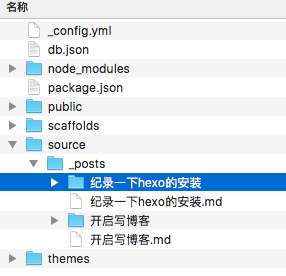 名称
_config.yml
db.json
node_modules
package.json
public
scaffolds
source
_posts
纪录一下hexo的安装
纪录一下hexo的安装.md
开启写博客
开启写博客.md
themes